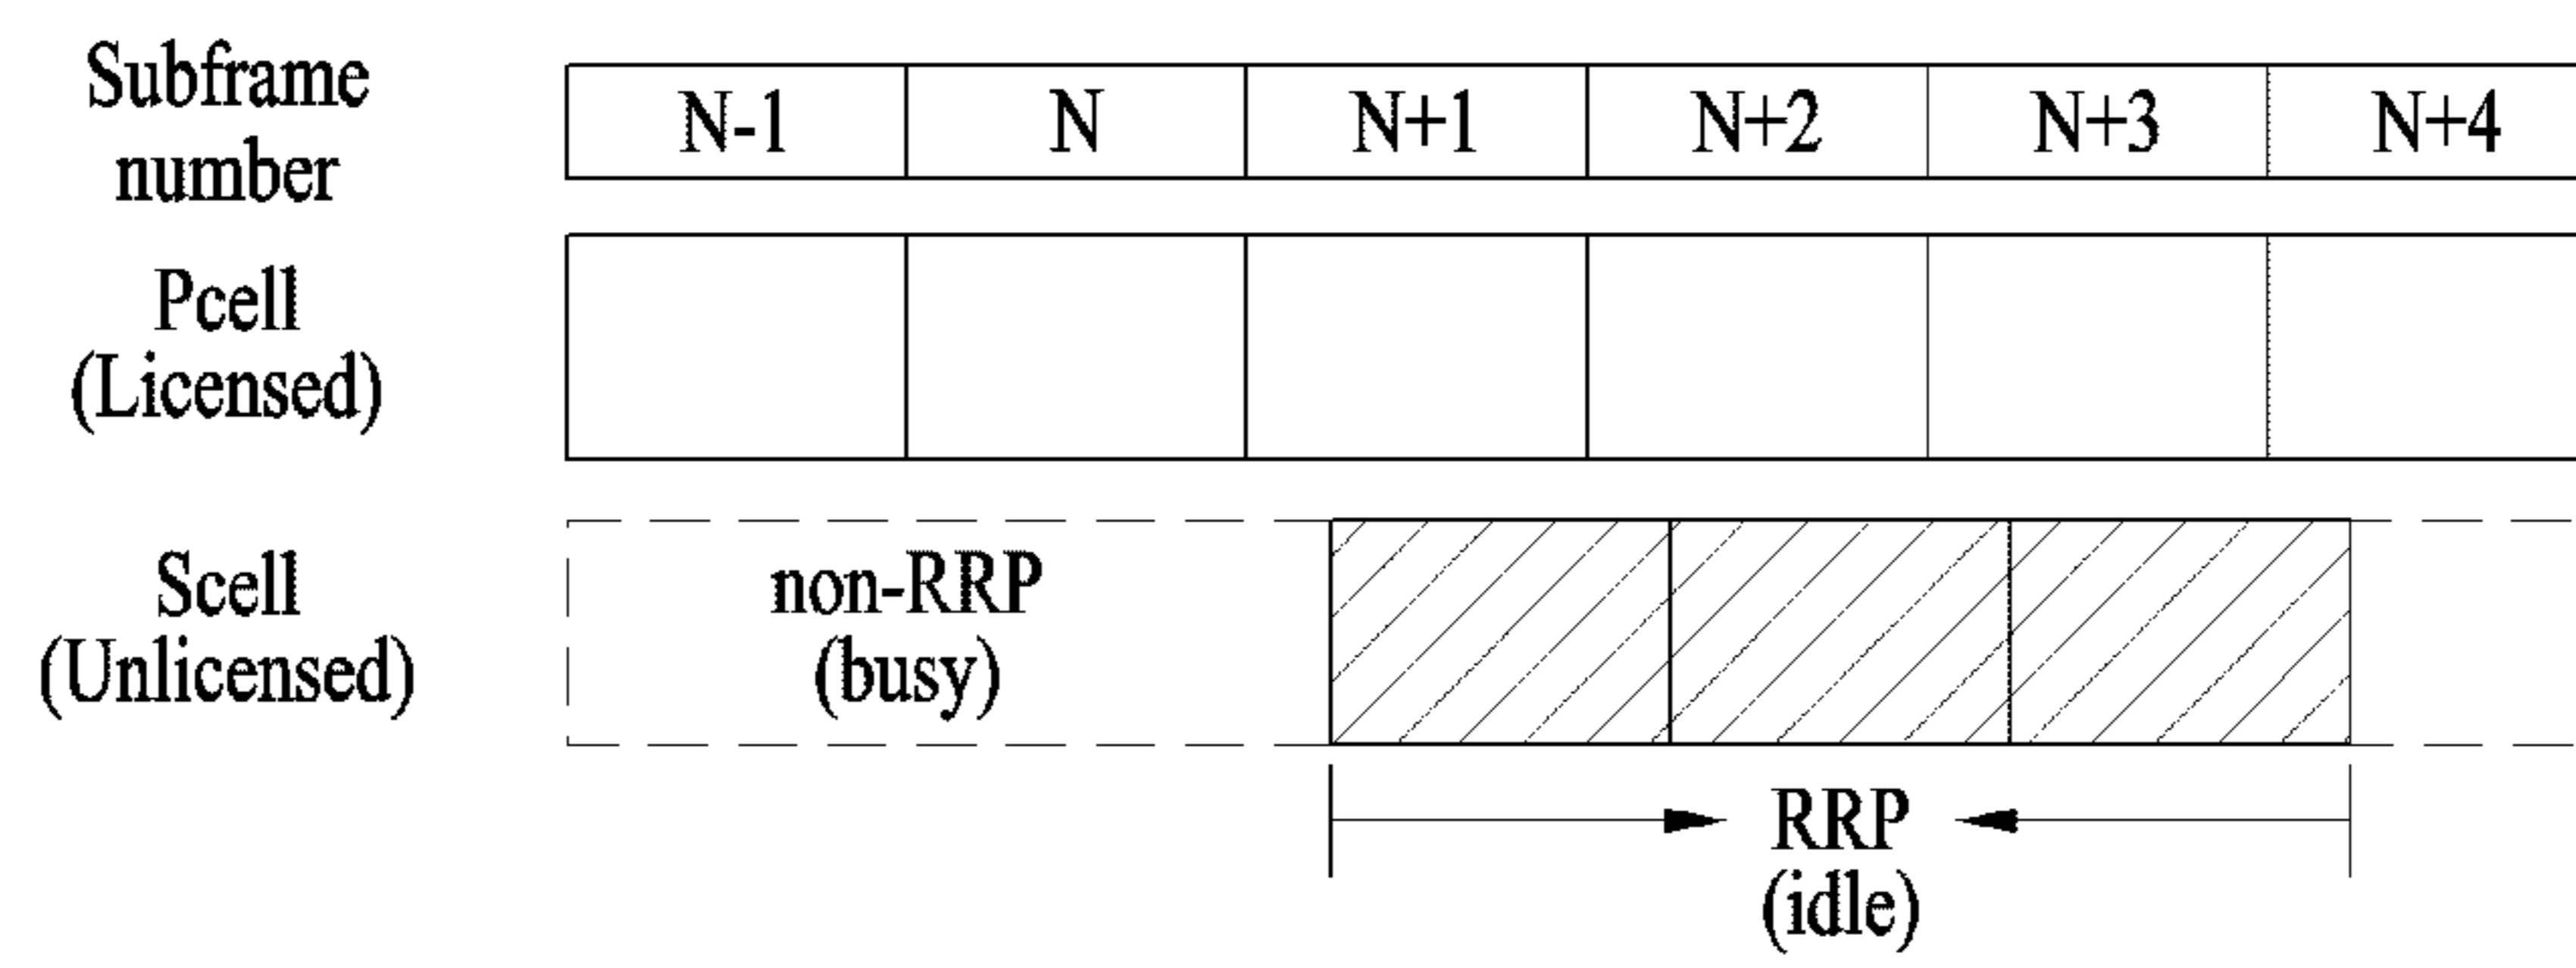 Subframe
number
N-1 N N+1 N+2 N+3 N+4
Pcell
(Licensed)
Scell
(Unlicensed)
non-RRP
(busy)
RRP
(idle)